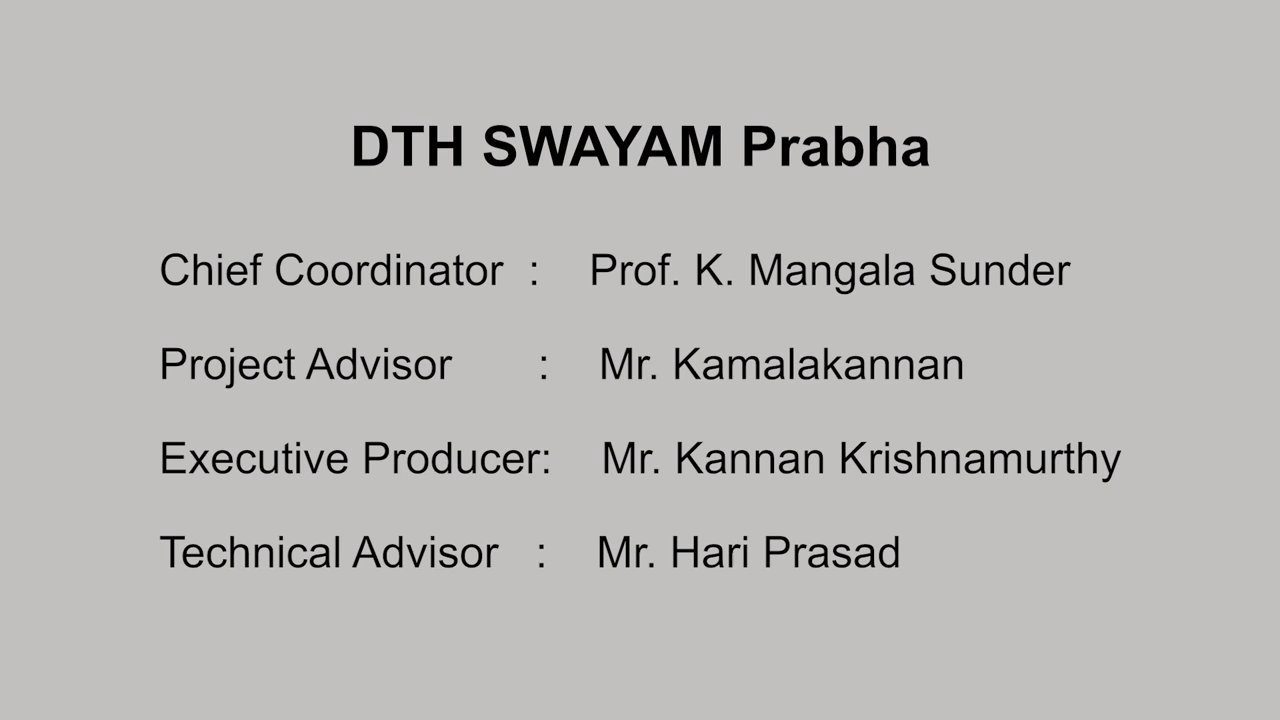 DTH SWAYAM Prabha
Chief Coordinator : Prof. K. Mangala Sunder
Project Advisor : Mr. Kamalakannan
Executive Producer: Mr. Kannan Krishnamurthy
Technical Advisor : Mr. Hari Prasad